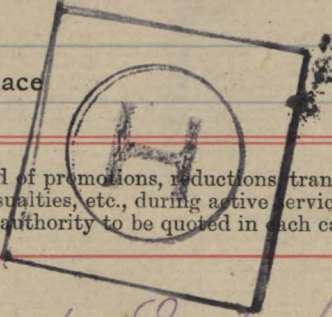 ace
H
d of promotions, reductions, tran
sualties, etc., during active servic
authority to be quoted in each ca